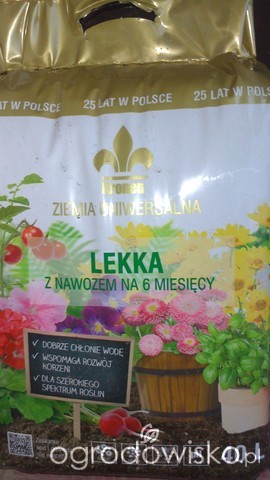 25 LAT W POLSCE 25 LAT W POLSCE 25 LAT W POLSCE
Kronen
ZIEMIA UNIWERSALNA
LEKKA
Z NAWOZEM NA 6 MIESIĘCY
✓ DOBRZE CHŁONIE WODĘ
✓ WSPOMAGA ROZWÓJ
KORZENI
✓ DLA SZEROKIEGO
SPEKTRUM ROŚLIN
40 L
ogrodowisko.pl